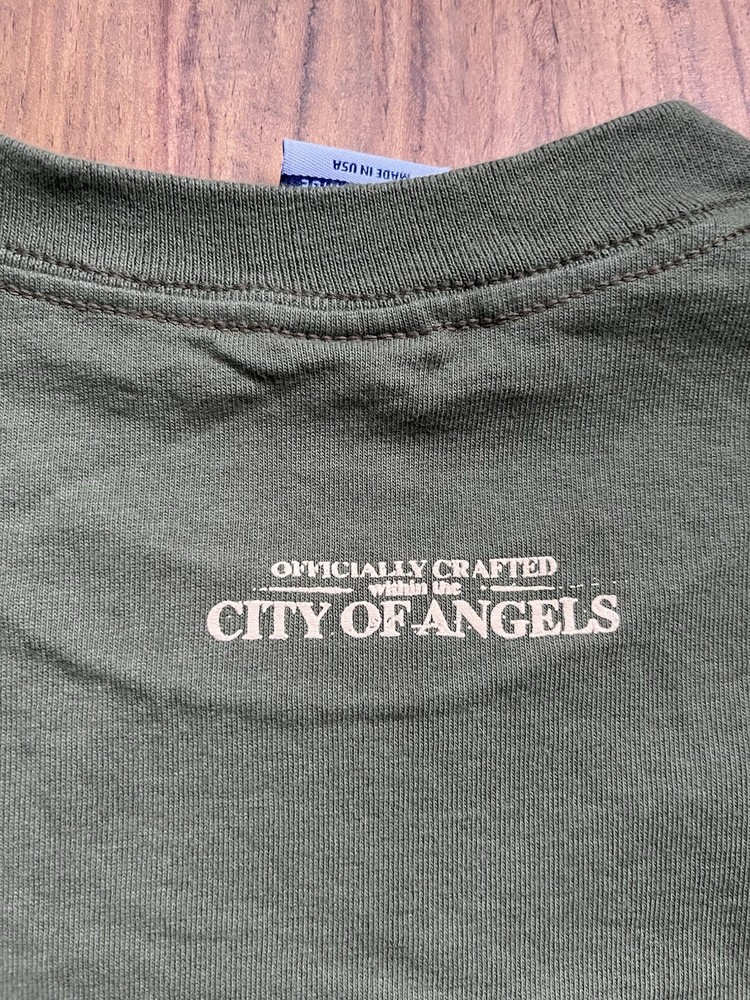 MADE IN USA
OFFICIALLY CRAFTED
within the
CITY OF ANGELS